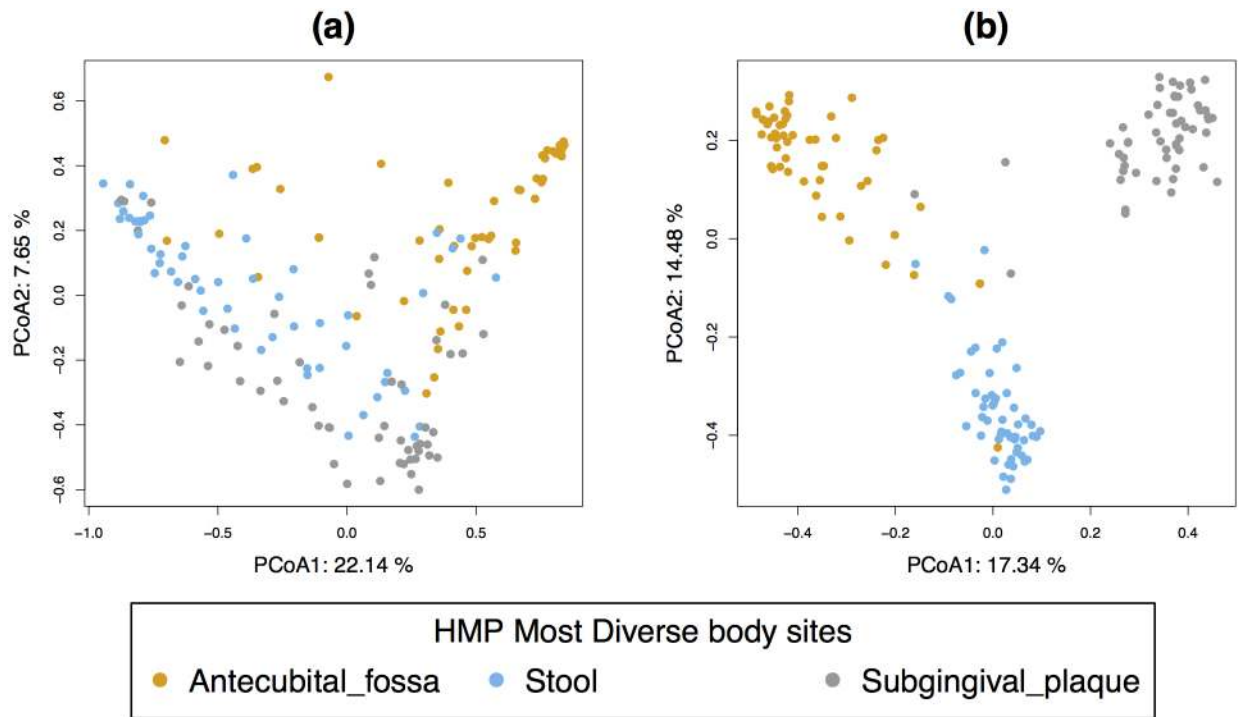 (a)
(b)
PCoA2: 7.65 %
0.6
0.4
0.2
0.0
−0.2
−0.4
−0.6
−1.0
−0.5
0.0
0.5
PCoA1: 22.14 %
PCoA2: 14.48 %
0.2
0.0
−0.2
−0.4
−0.4
−0.2
0.0
0.2
0.4
PCoA1: 17.34 %
HMP Most Diverse body sites
Antecubital_fossa
Stool
Subgingival_plaque